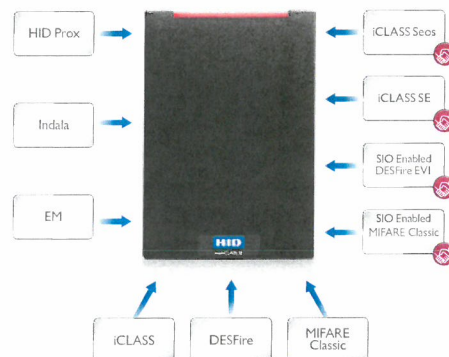 HID Prox
iCLASS Seos
Indala
iCLASS SE
SIO Enabled
DESFire EV1
EM
SIO Enabled
MIFARE Classic
HID
iCLASS
DESFire
MIFARE
Classic